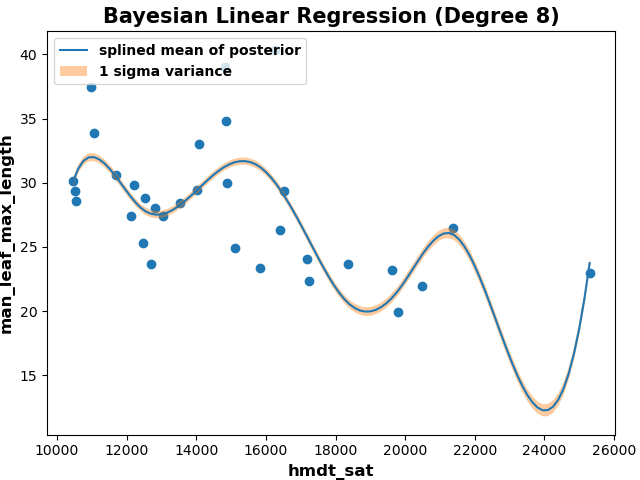 Bayesian Linear Regression (Degree 8)
splined mean of posterior
1 sigma variance
man_leaf_max_length
40
35
30
25
20
15
10000 12000 14000 16000 18000 20000 22000 24000 26000
hmdt_sat